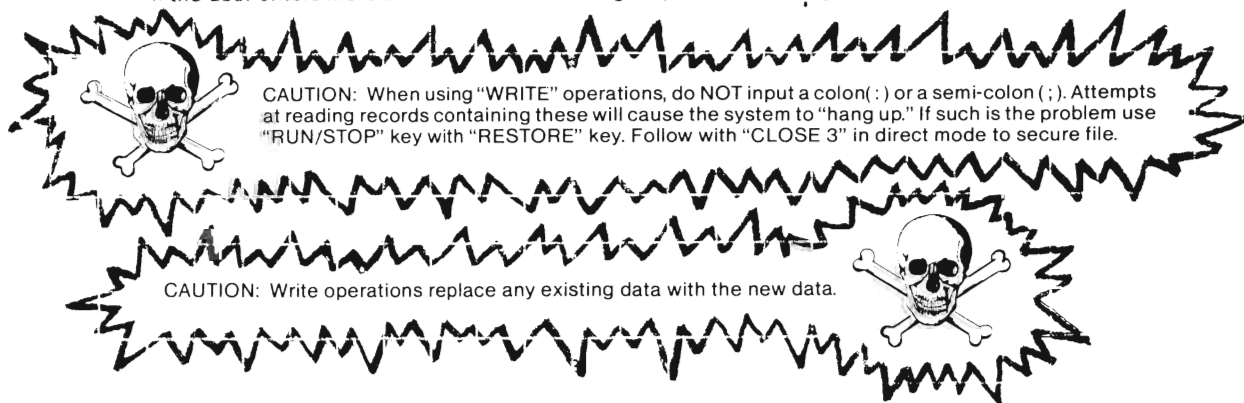 CAUTION: When using “WRITE” operations, do NOT input a colon( : ) or a semi-colon ( ; ). Attempts
at reading records containing these will cause the system to “hang up.” If such is the problem use
“RUN/STOP” key with “RESTORE” key. Follow with “CLOSE 3” in direct mode to secure file.
CAUTION: Write operations replace any existing data with the new data.